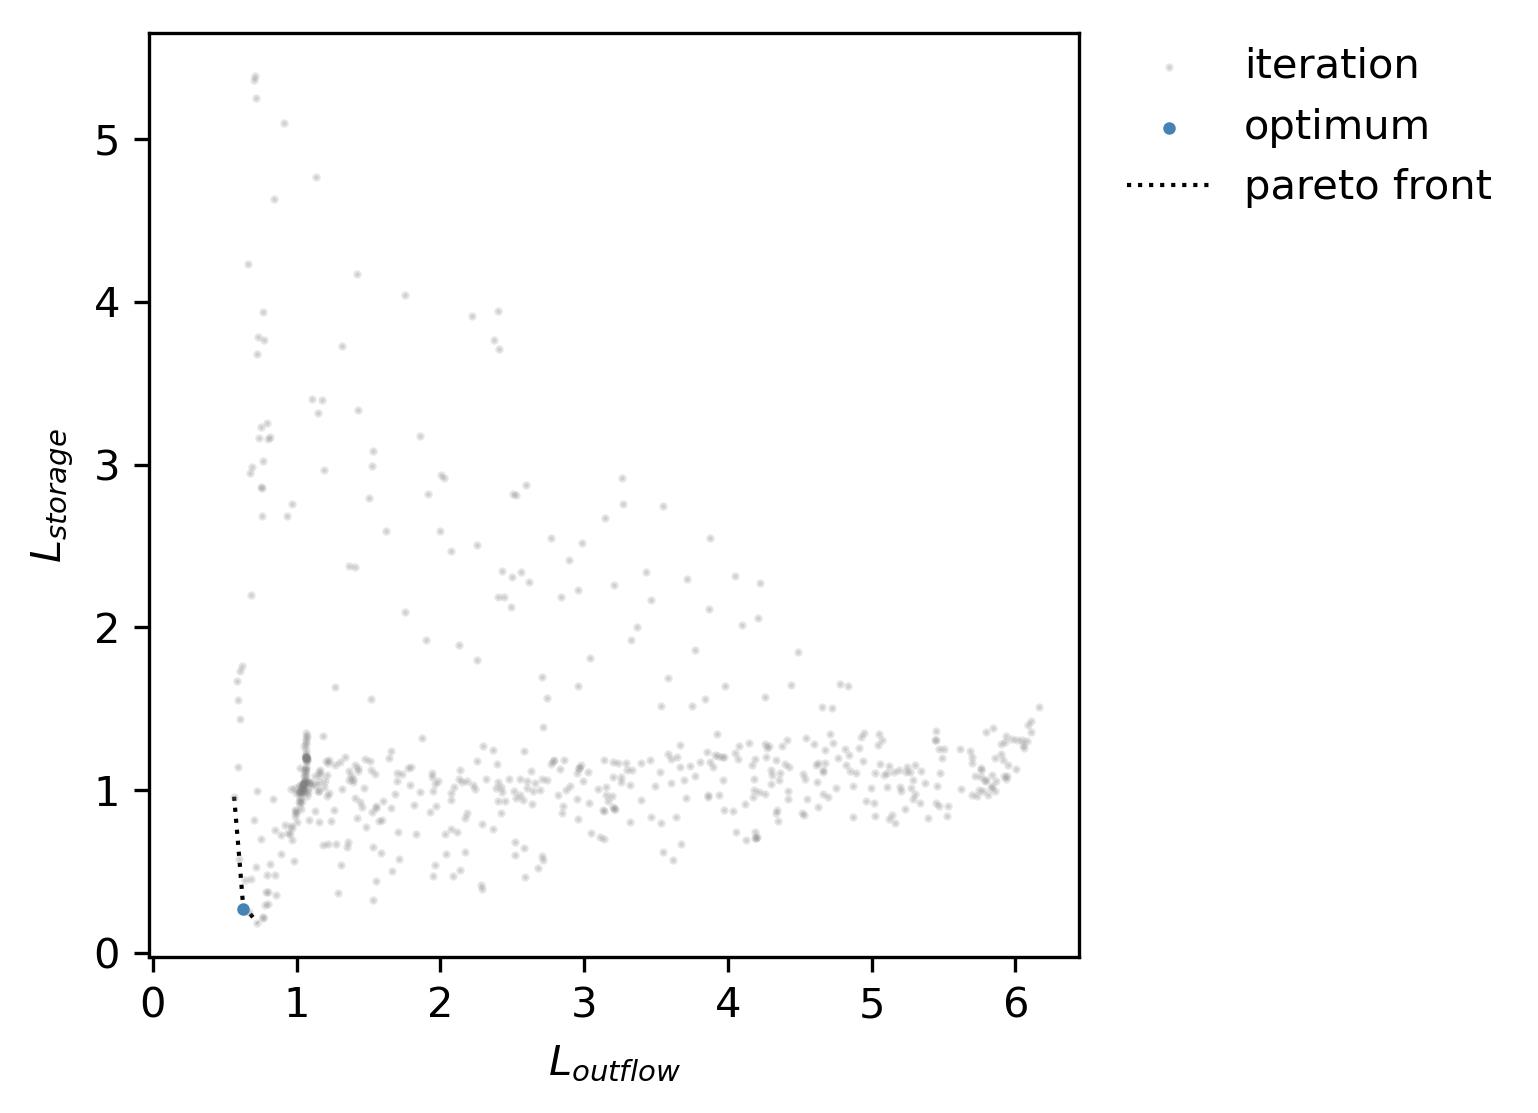 iteration
optimum
pareto front
5
4
3
2
1
0
L_storage
0 1 2 3 4 5 6
L_outflow